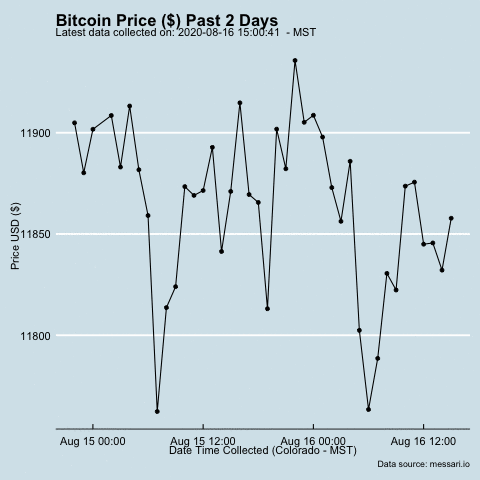 Bitcoin Price ($) Past 2 Days
Latest data collected on: 2020-08-16 15:00:41  - MST
Price USD ($)
11900
11850
11800
Aug 15 00:00 Aug 15 12:00 Aug 16 00:00 Aug 16 12:00
Date Time Collected (Colorado - MST)
Data source: messari.io